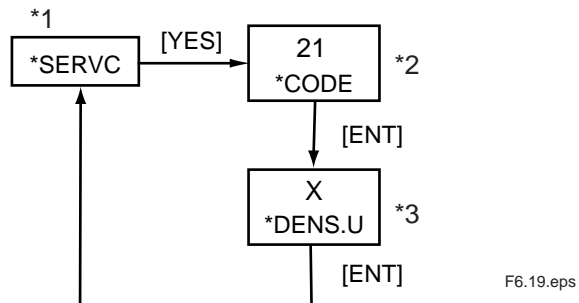 *1
*SERVC
[YES]
21
*CODE
*2
[ENT]
X
*DENS.U
*3
[ENT]
F6.19.eps